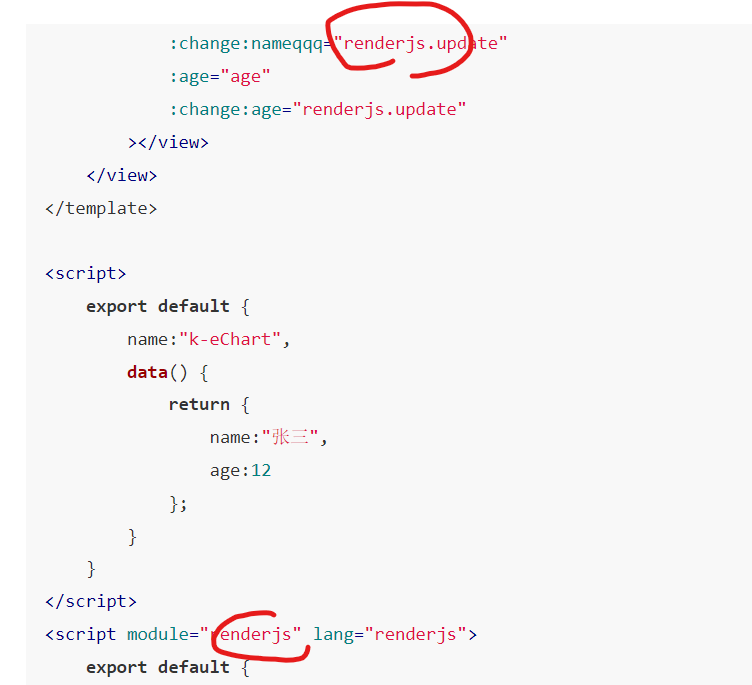 :change:nameqqq="renderjs.update"
:age="age"
:change:age="renderjs.update"
></view>
</view>
</template>
<script>
export default {
name:"k-eChart",
data() {
return {
name:"张三",
age:12
};
}
}
</script>
<script module="renderjs" lang="renderjs">
export default {